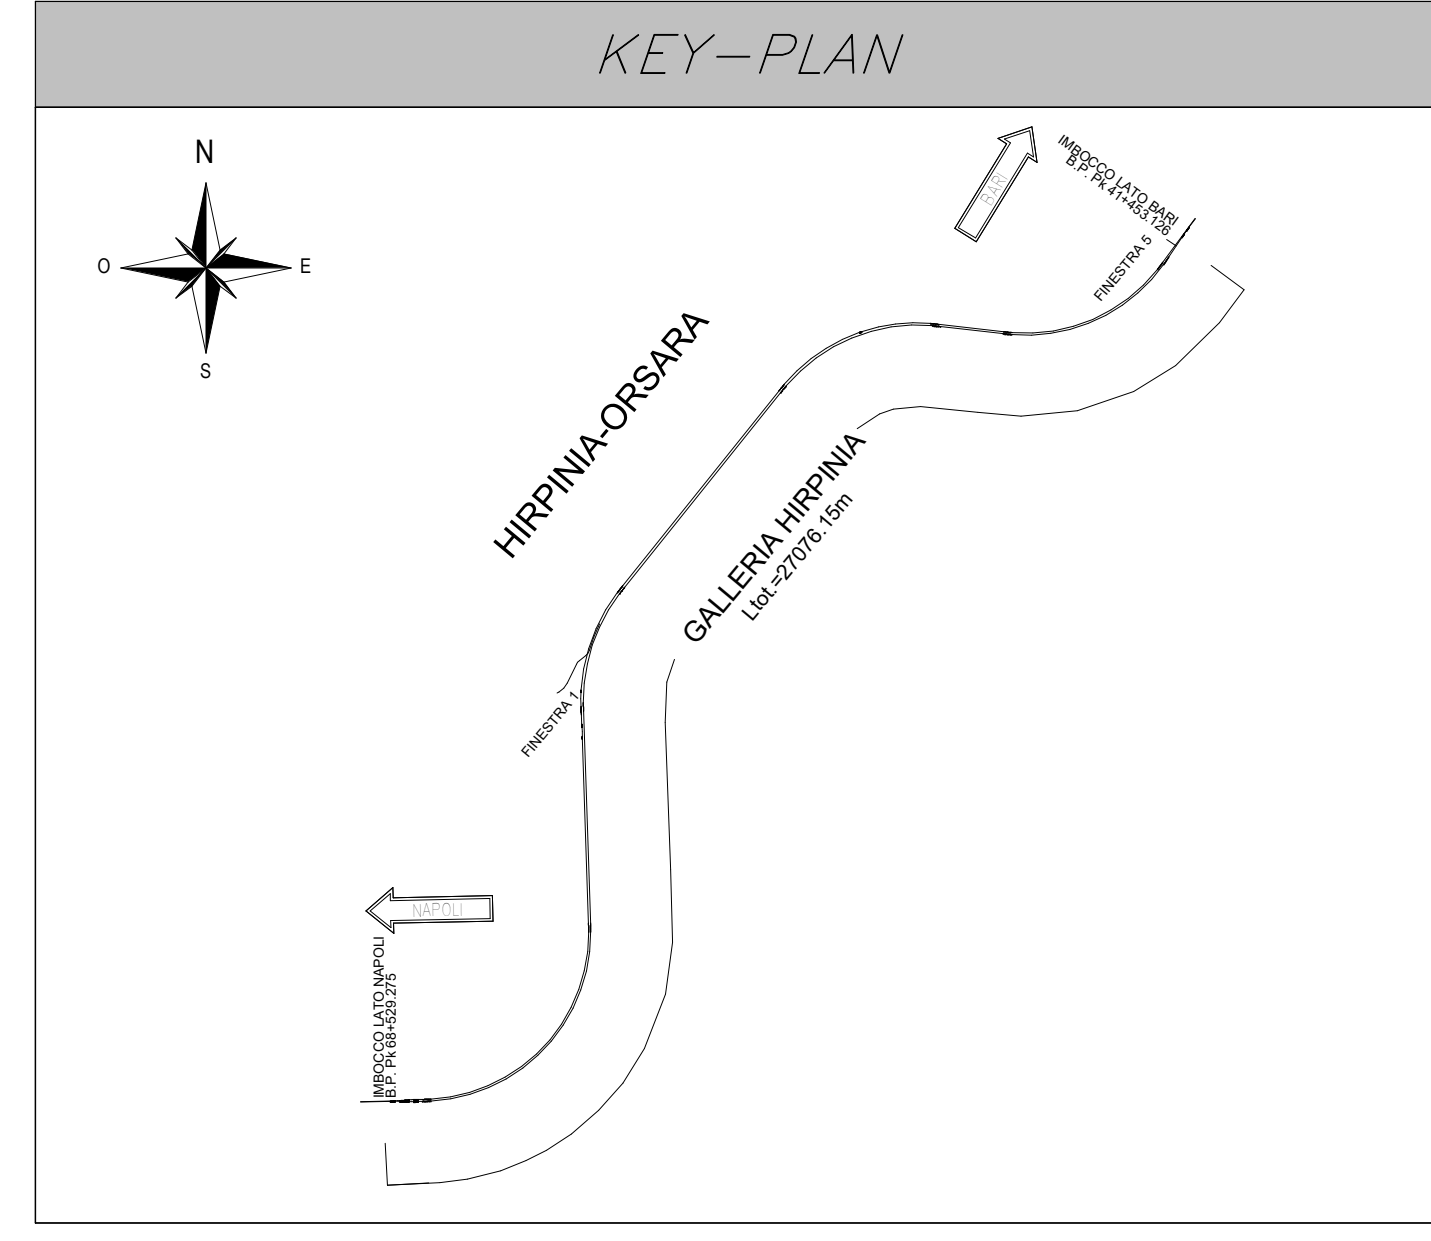 KEY-PLAN
N
O
E
S
BARI
IMBOCCO LATO BARI
B.P. Pk 41+453.126
FINESTRA 5
HIRPINIA-ORSARA
GALLERIA HIRPINIA
Ltot.=27076.15m
FINESTRA 1
NAPOLI
IMBOCCO LATO NAPOLI
B.P. Pk 68+529.275